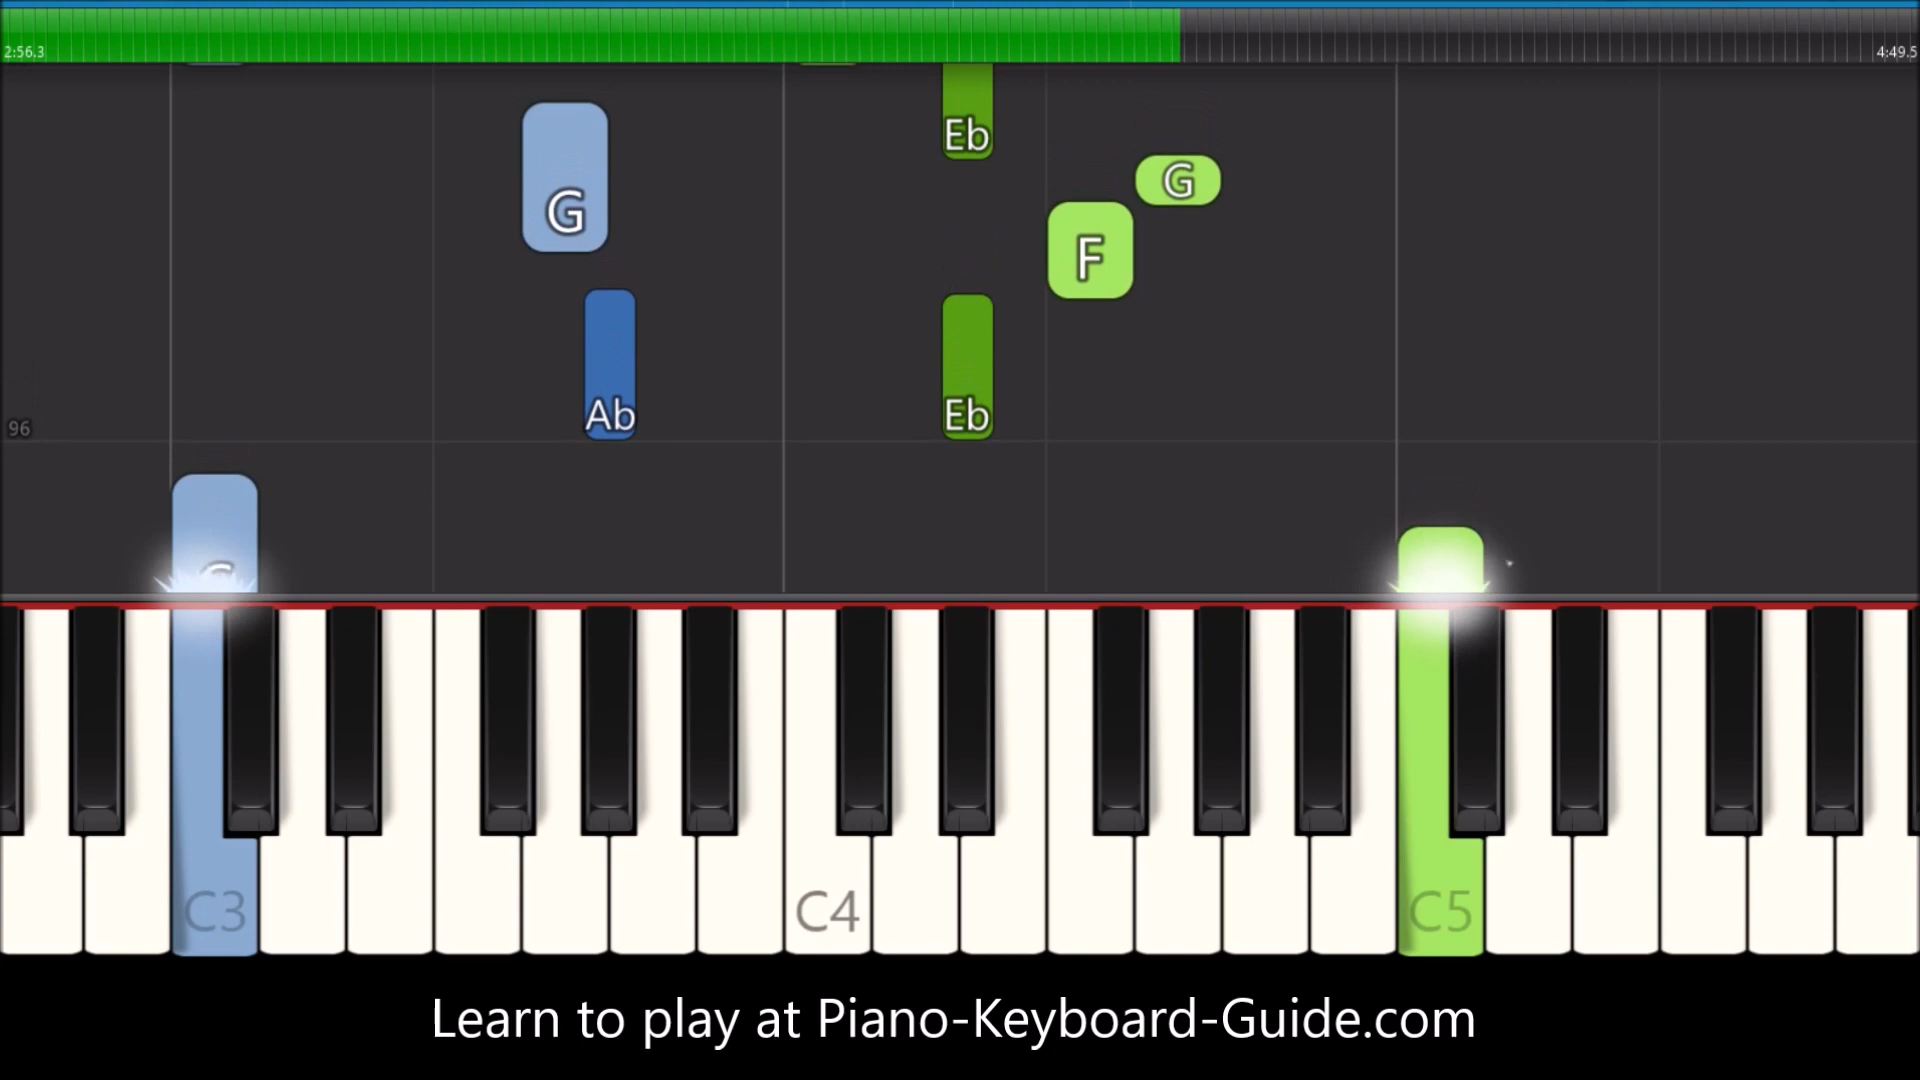 2:56.3
4:49.5
Eb
G
G
F
Ab
Eb
96
C3
C4
C5
Learn to play at Piano-Keyboard-Guide.com